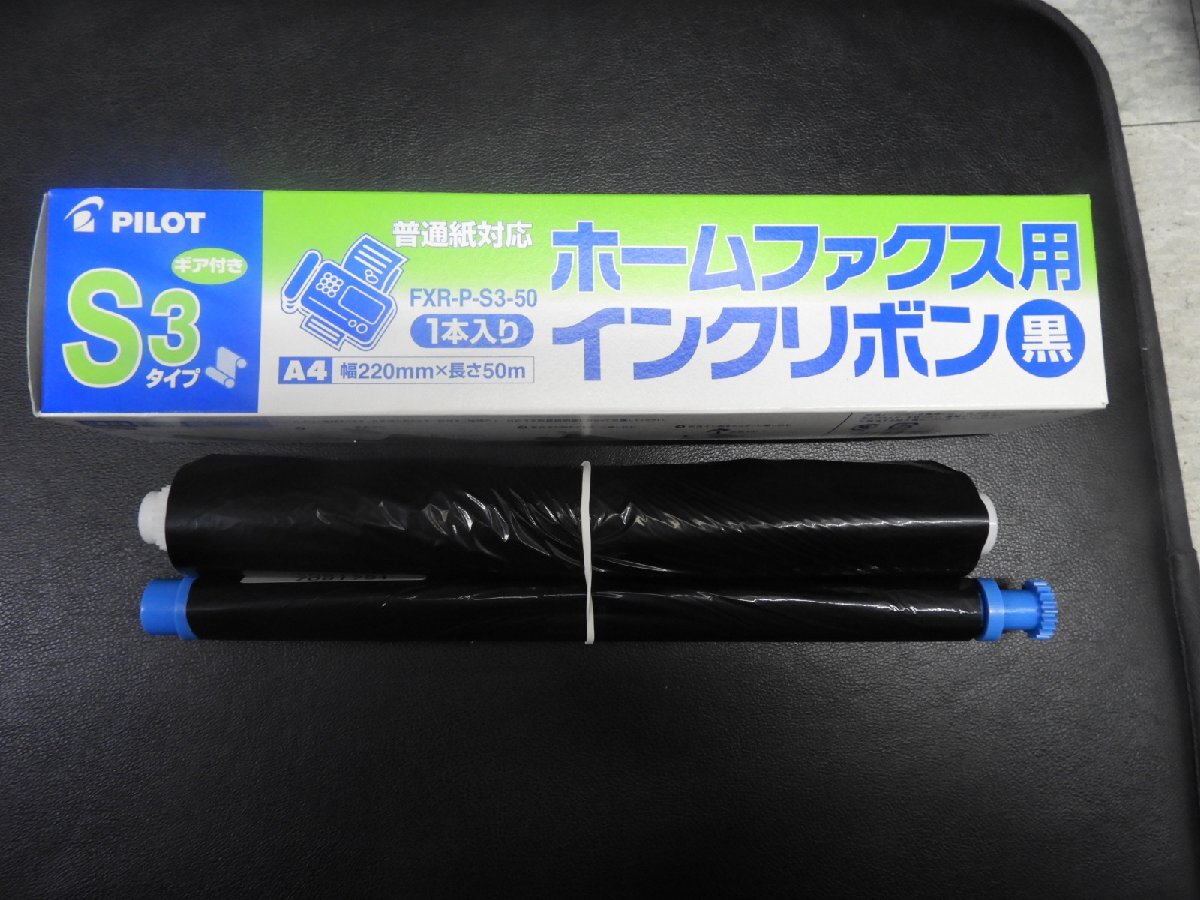 PILOT
ギア付き
S3
タイプ
普通紙対応
FXR-P-S3-50
1本入り
A4 幅220mm×長さ50m
ホームファクス用
インクリボン 黒